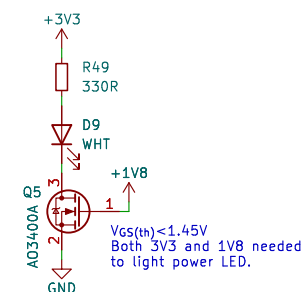 +3V3
R49
330R
D9
WHT
+1V8
Q5
3
1
AO3400A
2
VGS(th)<1.45V
Both 3V3 and 1V8 needed
to light power LED.
GND